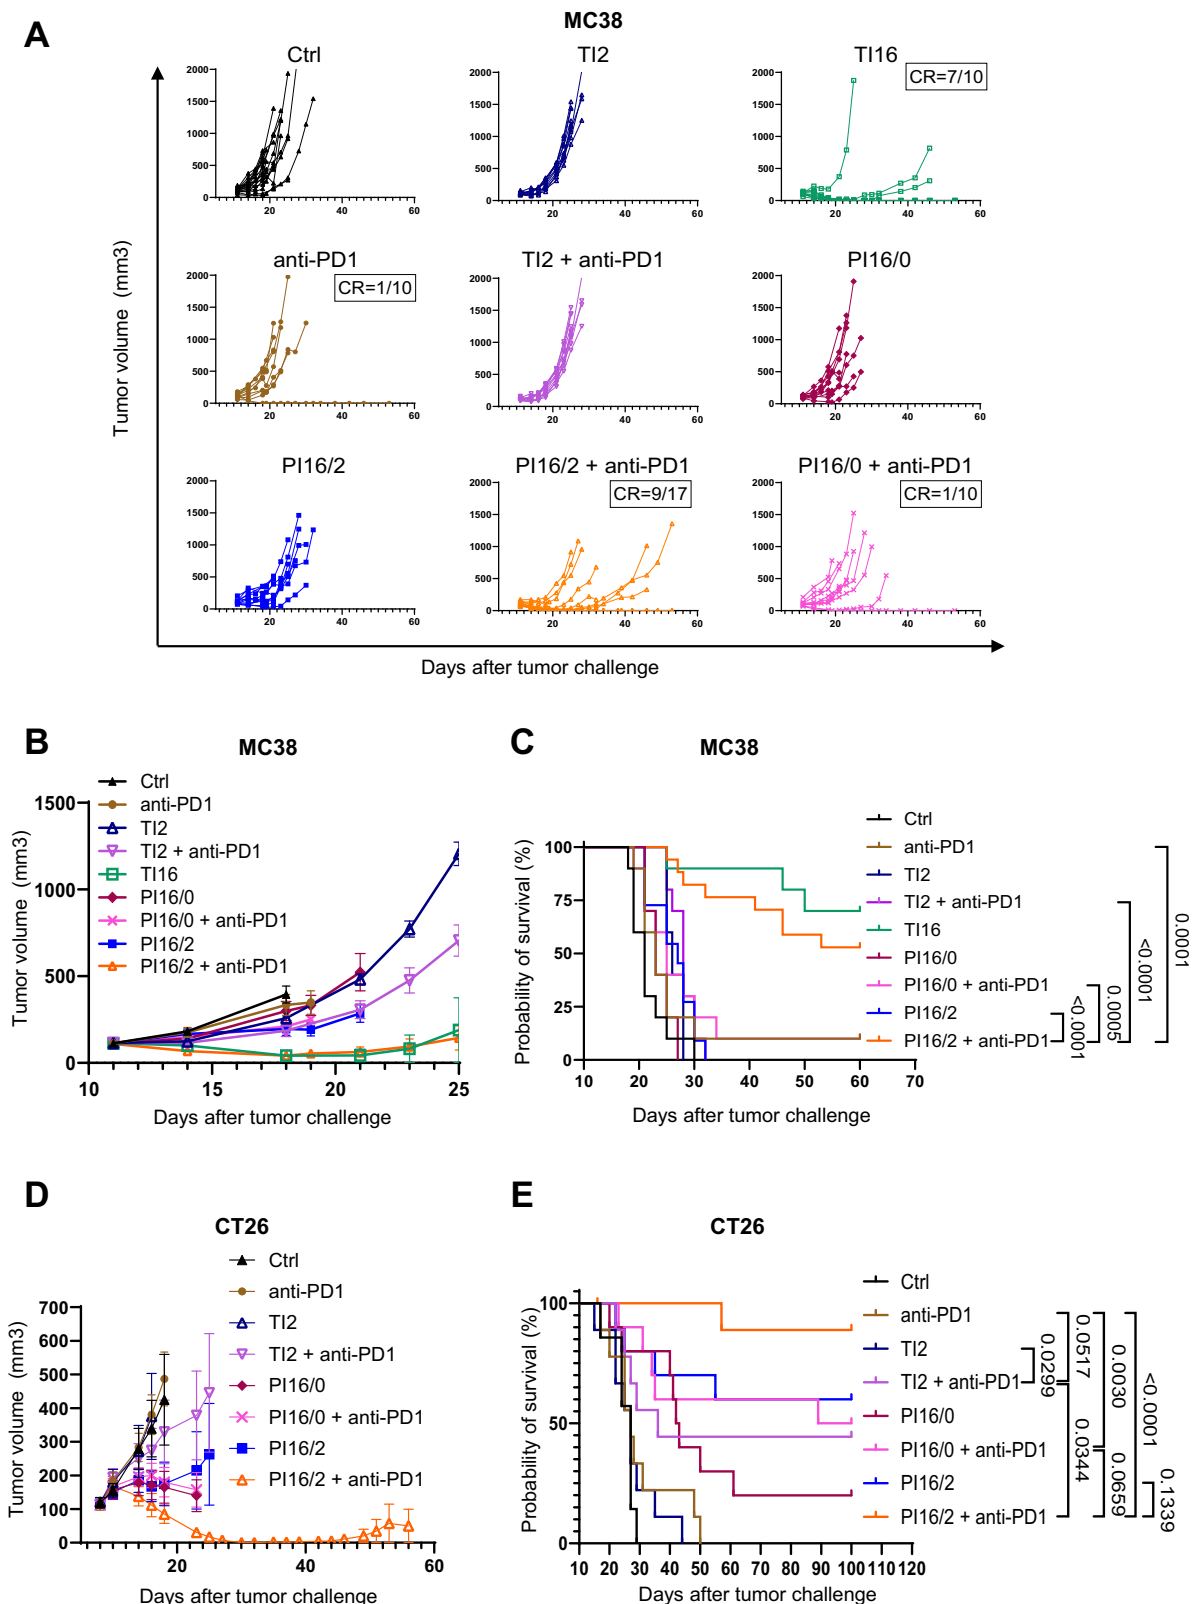 A
MC38
Ctrl
2000
1500
1000
500
0
20
40
60
TI2
2000
1500
1000
500
0
20
40
60
TI16
CR=7/10
2000
1500
1000
500
0
20
40
60
anti-PD1
CR=1/10
2000
1500
1000
500
0
20
40
60
TI2 + anti-PD1
2000
1500
1000
500
0
20
40
60
PI16/0
2000
1500
1000
500
0
20
40
60
PI16/2
2000
1500
1000
500
0
20
40
60
PI16/2 + anti-PD1
CR=9/17
2000
1500
1000
500
0
20
40
60
PI16/0 + anti-PD1
CR=1/10
2000
1500
1000
500
0
20
40
60
Tumor volume (mm3)
Days after tumor challenge
B
MC38
Ctrl
anti-PD1
TI2
TI2 + anti-PD1
TI16
PI16/0
PI16/0 + anti-PD1
PI16/2
PI16/2 + anti-PD1
Tumor volume (mm3)
1500
1000
500
0
10
15
20
25
Days after tumor challenge
C
MC38
Ctrl
anti-PD1
TI2
TI2 + anti-PD1
TI16
PI16/0
PI16/0 + anti-PD1
PI16/2
PI16/2 + anti-PD1
<0.0001
0.0005
<0.0001
0.0001
Probability of survival (%)
100
75
50
25
0
10
20
30
40
50
60
70
Days after tumor challenge
D
CT26
Ctrl
anti-PD1
TI2
TI2 + anti-PD1
PI16/0
PI16/0 + anti-PD1
PI16/2
PI16/2 + anti-PD1
Tumor volume (mm3)
700
600
500
400
300
200
100
0
20
40
60
Days after tumor challenge
E
CT26
Ctrl
anti-PD1
TI2
TI2 + anti-PD1
PI16/0
PI16/0 + anti-PD1
PI16/2
PI16/2 + anti-PD1
0.0299
0.0517
0.0344
0.0030
0.0659
<0.0001
0.1339
Probability of survival (%)
100
50
0
10 20 30 40 50 60 70 80 90 100 110 120
Days after tumor challenge